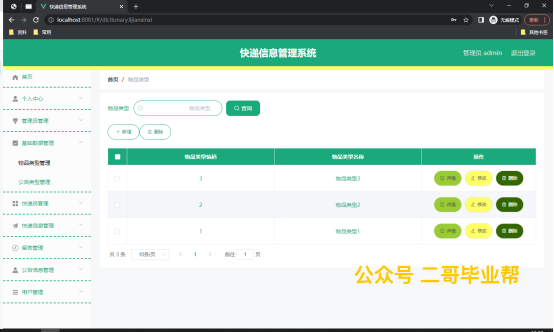 快递信息管理系统
localhost:8081/#/dictionaryJijianxinxi
无痕模式
更新
资料
常用
其他书签
快递信息管理系统
管理员 admin
退出登录
首页
个人中心
管理员管理
基础数据管理
物品类型管理
公告类型管理
快递员管理
快递信息管理
留言管理
公告信息管理
用户管理
首页 / 物品类型
物品类型 物品类型 查询
+ 新增 删除
物品类型编码 物品类型名称 操作
3 物品类型3 详情 修改 删除
2 物品类型2 详情 修改 删除
1 物品类型1 详情 修改 删除
共 3 条 10条/页 < 1 > 前往 1 页
公众号 二哥毕业帮